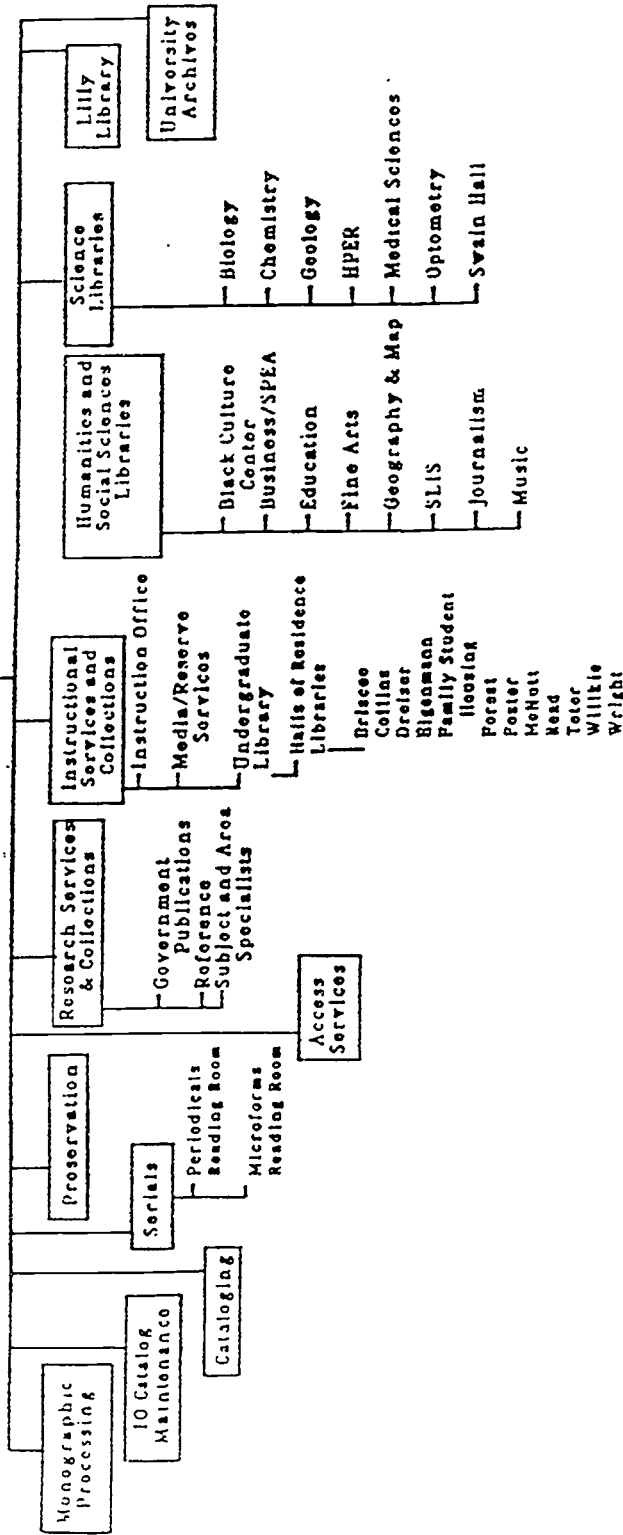 Monographic
Processing
IO Catalog
Maintenance
Cataloging
Serials
Periodicals
Reading Room
Microforms
Reading Room
Preservation
Access
Services
Research Services
& Collections
Government
Publications
Reference
Subject and Area
Specialists
Instructional
Services and
Collections
Instruction Office
Media/Reserve
Services
Undergraduate
Library
Halls of Residence
Libraries
Briscoe
Collins
Dreiser
Eigenmann
Family Student
Housing
Forest
Foster
McNutt
Read
Teter
Willkie
Wright
Humanities and
Social Sciences
Libraries
Black Culture
Center
Business/SPEA
Education
Fine Arts
Geography & Map
SLIS
Journalism
Music
Science
Libraries
Biology
Chemistry
Geology
HPER
Medical Sciences
Optometry
Swain Hall
Lilly
Library
University
Archives